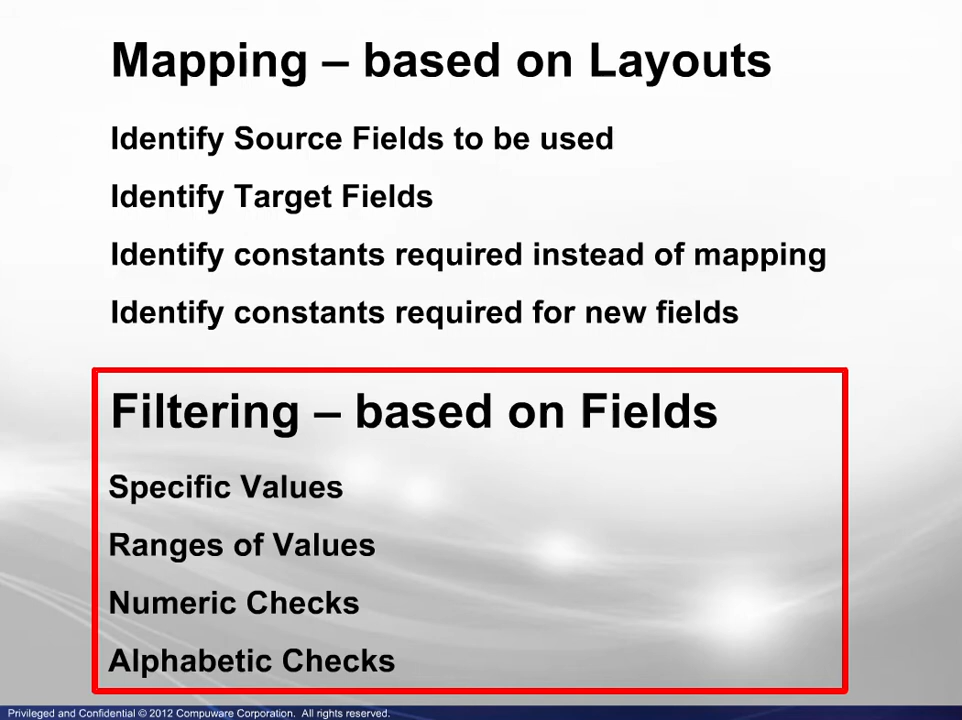 Mapping – based on Layouts
Identify Source Fields to be used
Identify Target Fields
Identify constants required instead of mapping
Identify constants required for new fields
Filtering – based on Fields
Specific Values
Ranges of Values
Numeric Checks
Alphabetic Checks
Privileged and Confidential © 2012 Compuware Corporation. All rights reserved.